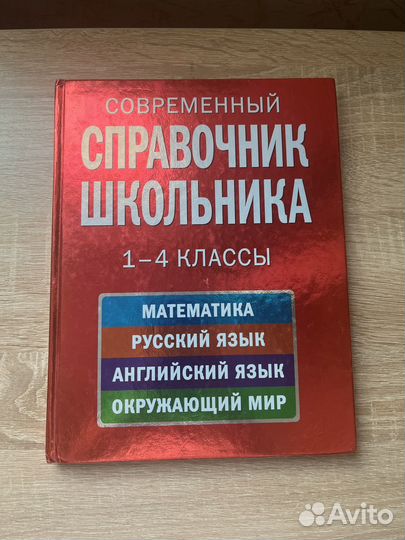 СОВРЕМЕННЫЙ
СПРАВОЧНИК
ШКОЛЬНИКА
1–4 КЛАССЫ
МАТЕМАТИКА
РУССКИЙ ЯЗЫК
АНГЛИЙСКИЙ ЯЗЫК
ОКРУЖАЮЩИЙ МИР
Avito